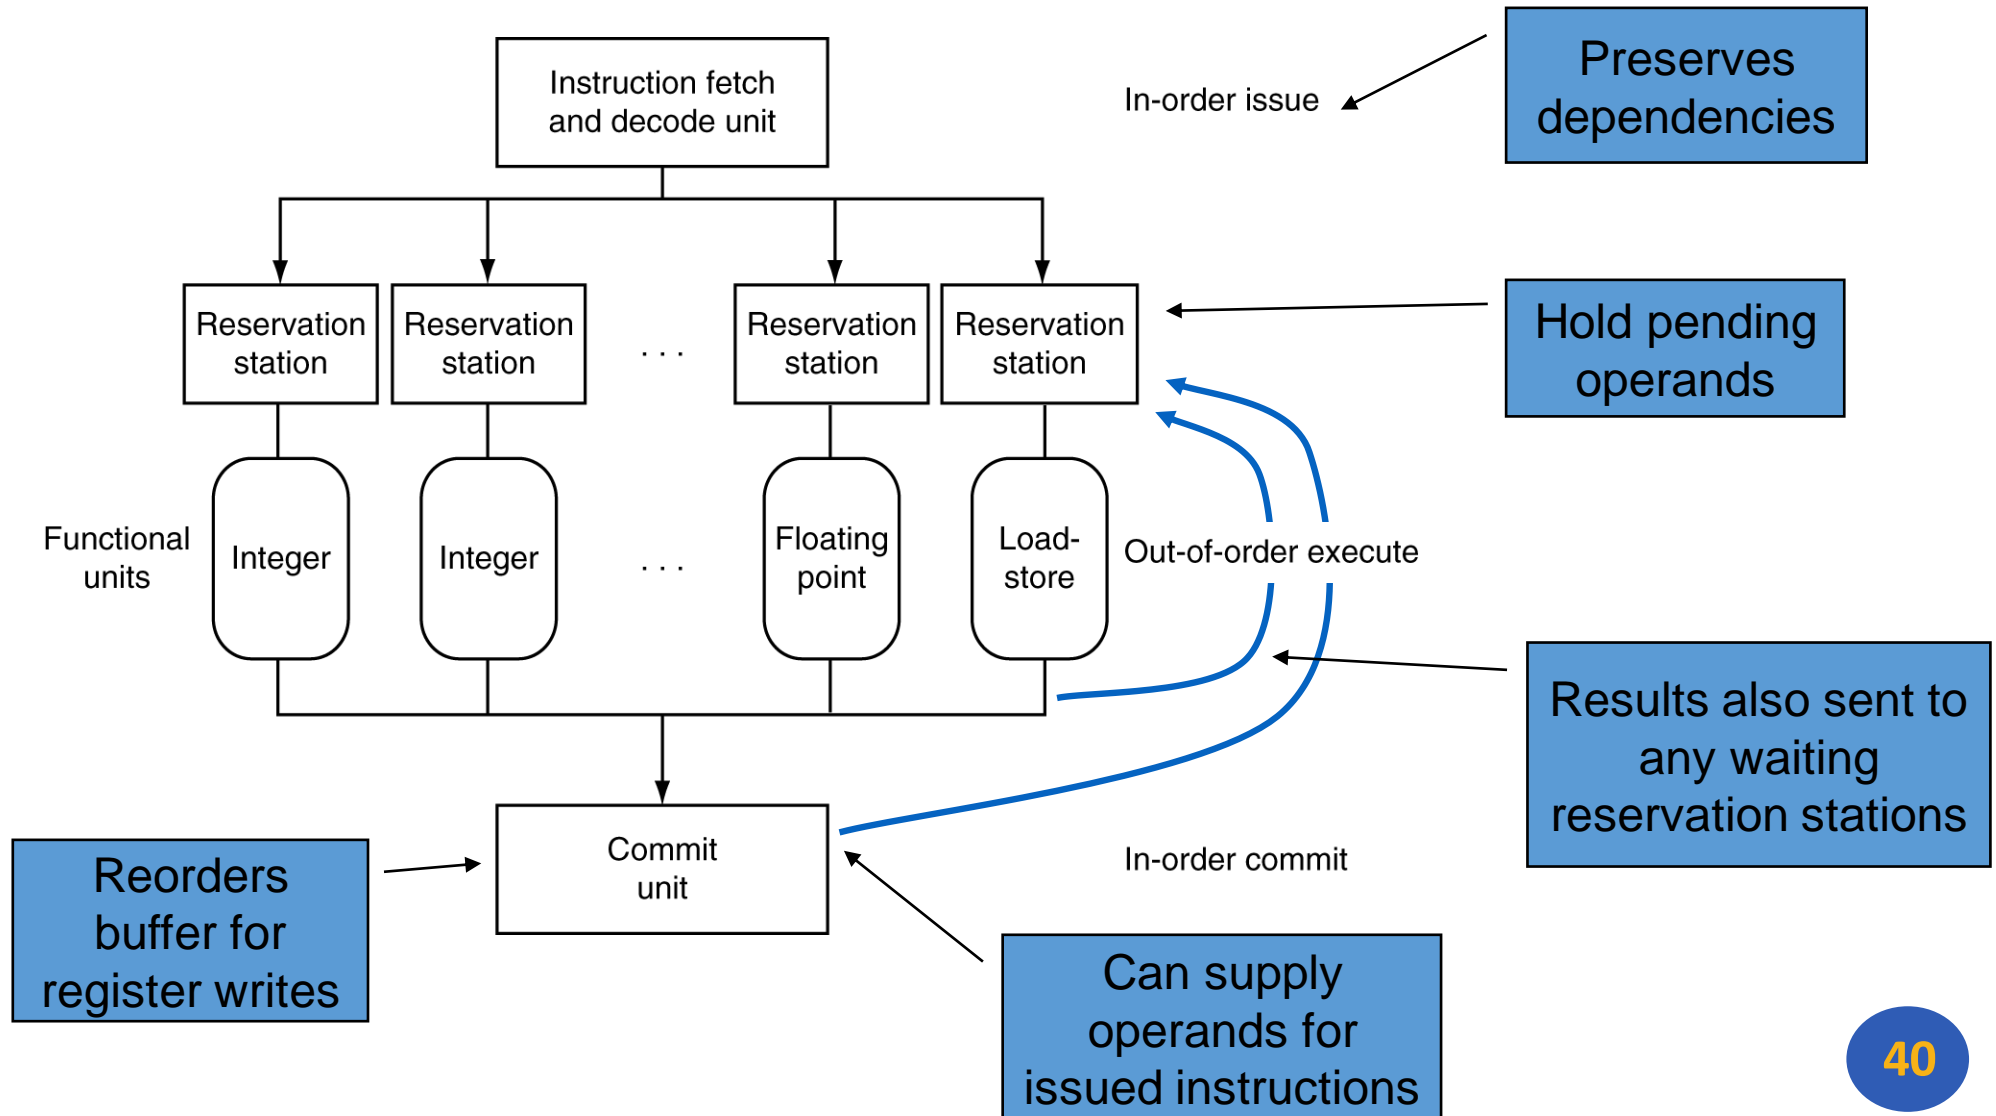 Instruction fetch
and decode unit
In-order issue
Preserves
dependencies
Reservation
station
Reservation
station
. . .
Reservation
station
Reservation
station
Hold pending
operands
Functional
units
Integer
Integer
. . .
Floating
point
Load-
store
Out-of-order execute
Results also sent to
any waiting
reservation stations
Commit
unit
In-order commit
Reorders
buffer for
register writes
Can supply
operands for
issued instructions
40